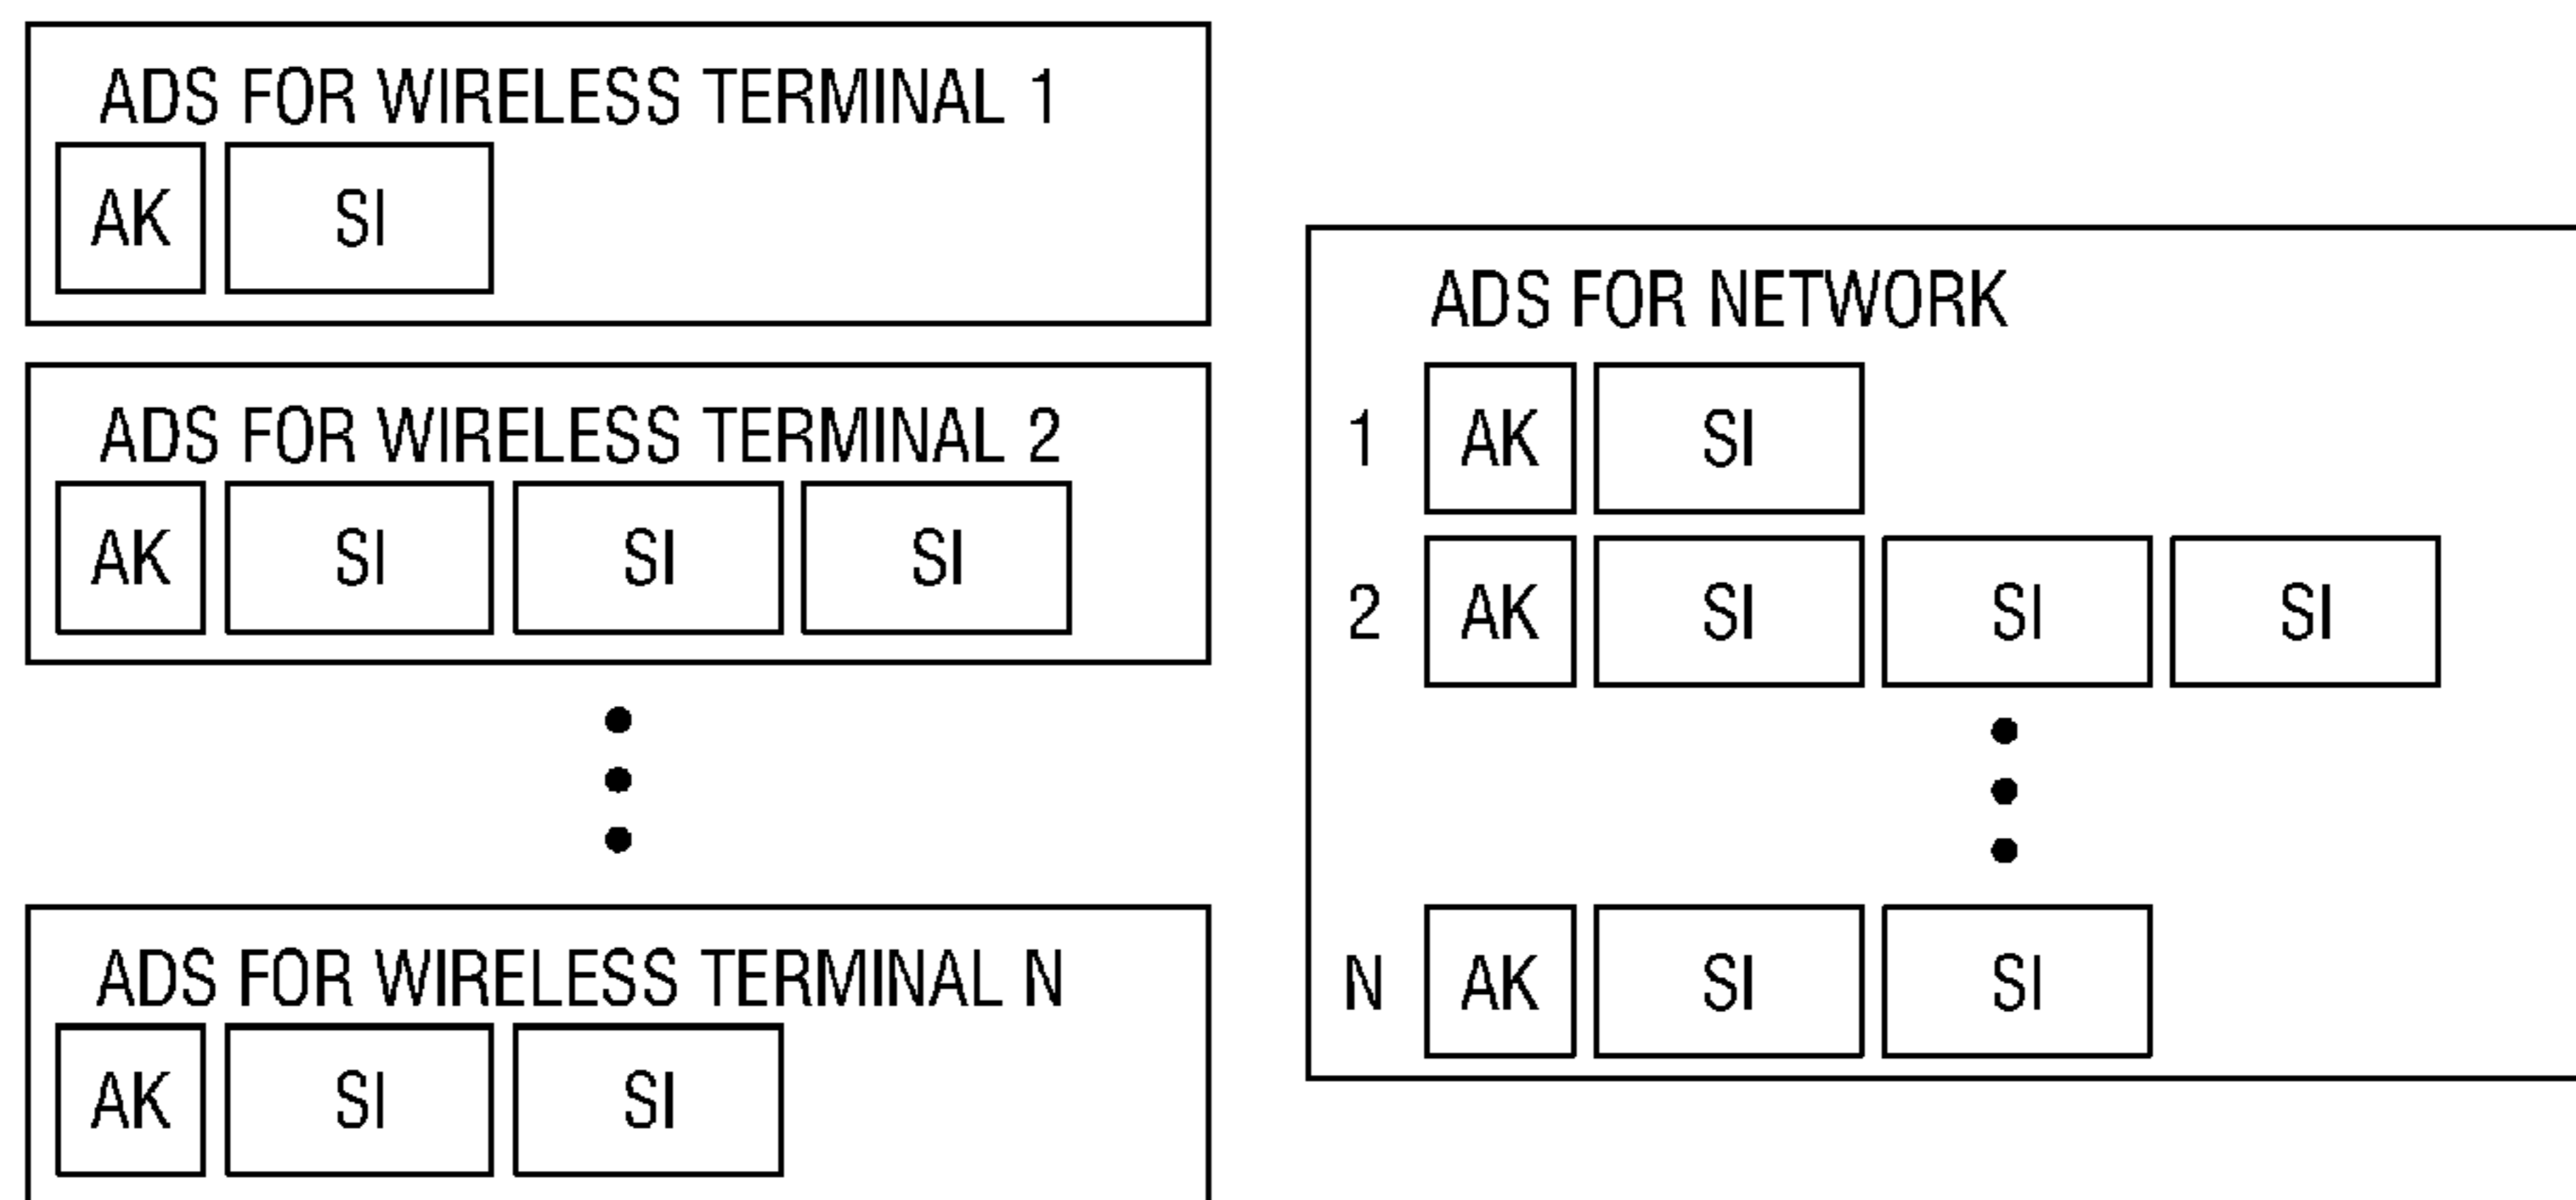 ADS FOR WIRELESS TERMINAL 1
AK SI
ADS FOR WIRELESS TERMINAL 2
AK SI SI SI
ADS FOR WIRELESS TERMINAL N
AK SI SI
ADS FOR NETWORK
1 AK SI
2 AK SI SI SI
N AK SI SI